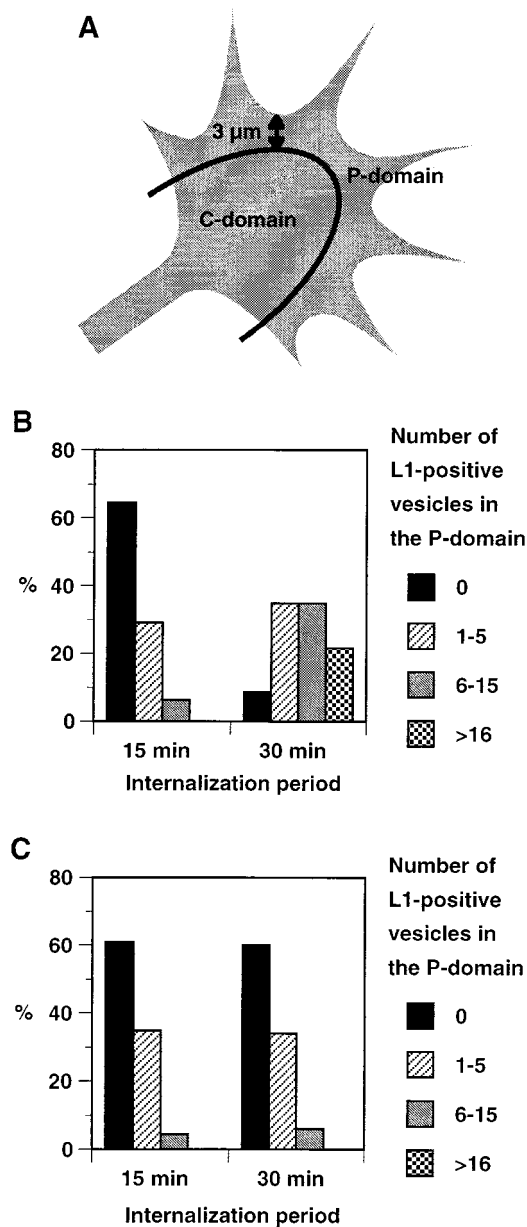 A
3 μm
P-domain
C-domain
B
80
60
40
20
0
%
15 min 30 min
Internalization period
Number of
L1-positive
vesicles in
the P-domain
0
1-5
6-15
>16
C
80
60
40
20
0
%
15 min 30 min
Internalization period
Number of
L1-positive
vesicles in
the P-domain
0
1-5
6-15
>16